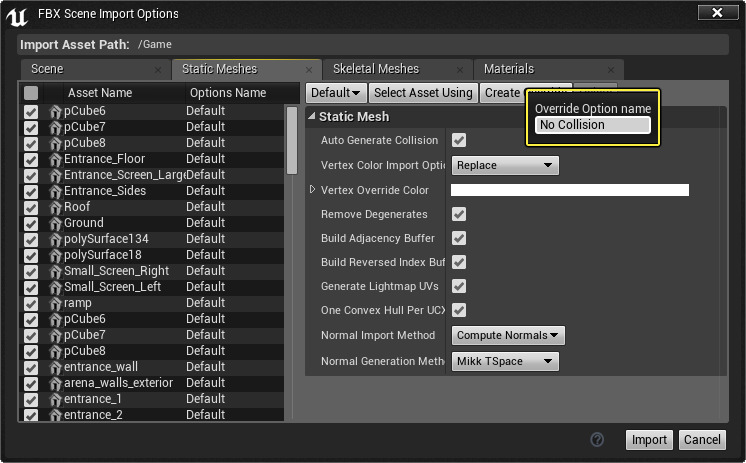 FBX Scene Import Options
Import Asset Path: /Game
Scene
Static Meshes
Skeletal Meshes
Materials
Asset Name
Options Name
pCube6 Default
pCube7 Default
pCube8 Default
Entrance_Floor Default
Entrance_Screen_Large Default
Entrance_Sides Default
Roof Default
Ground Default
polySurface134 Default
polySurface18 Default
Small_Screen_Right Default
Small_Screen_Left Default
ramp Default
pCube6 Default
pCube7 Default
pCube8 Default
entrance_wall Default
arena_walls_exterior Default
entrance_1 Default
entrance_2 Default
Default
Select Asset Using
Create
Override Option name
No Collision
Static Mesh
Auto Generate Collision
Vertex Color Import Optio
Replace
Vertex Override Color
Remove Degenerates
Build Adjacency Buffer
Build Reversed Index Buf
Generate Lightmap UVs
One Convex Hull Per UCX
Normal Import Method
Compute Normals
Normal Generation Metho
Mikk TSpace
?
Import
Cancel